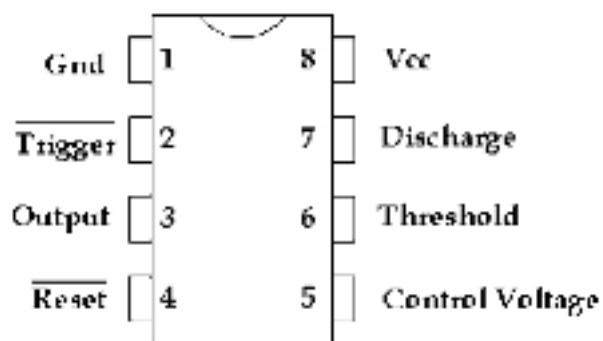 Gnd 1 8 Vcc
Trigger 2 7 Discharge
Output 3 6 Threshold
Reset 4 5 Control Voltage